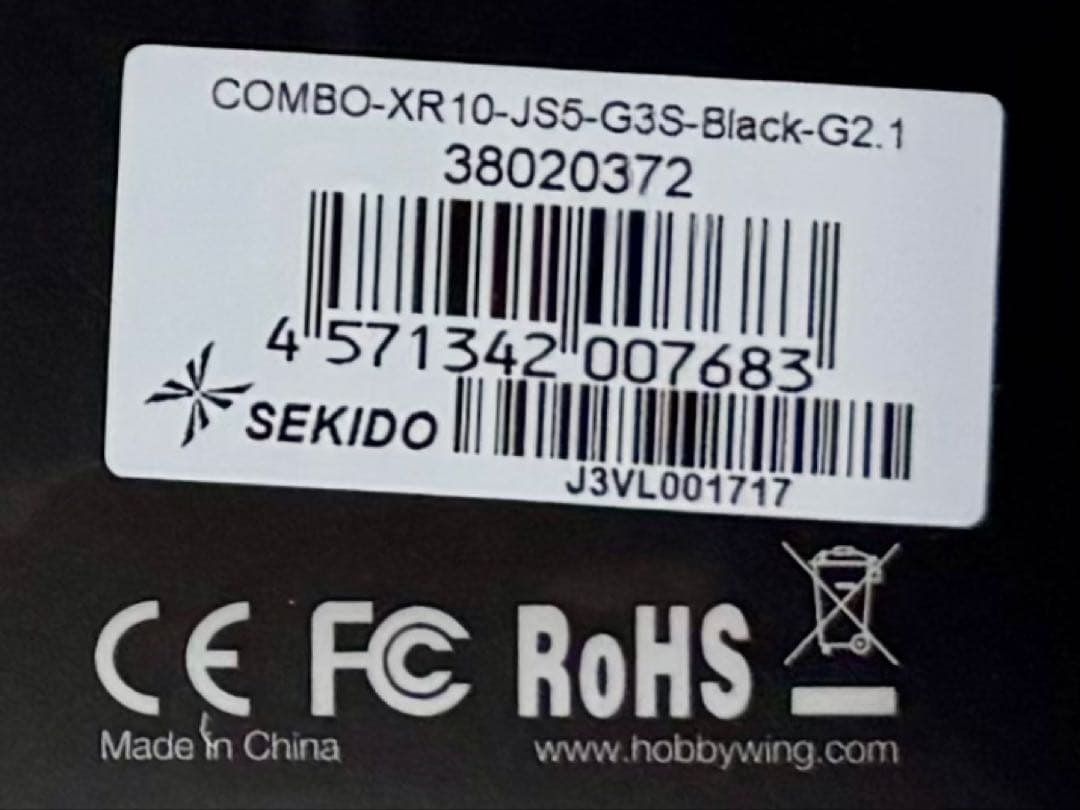 COMBO-XR10-JS5-G3S-Black-G2.1
38020372
4 571342 007683
SEKIDO
J3VL001717
CE FC RoHS
Made in China
www.hobbywing.com